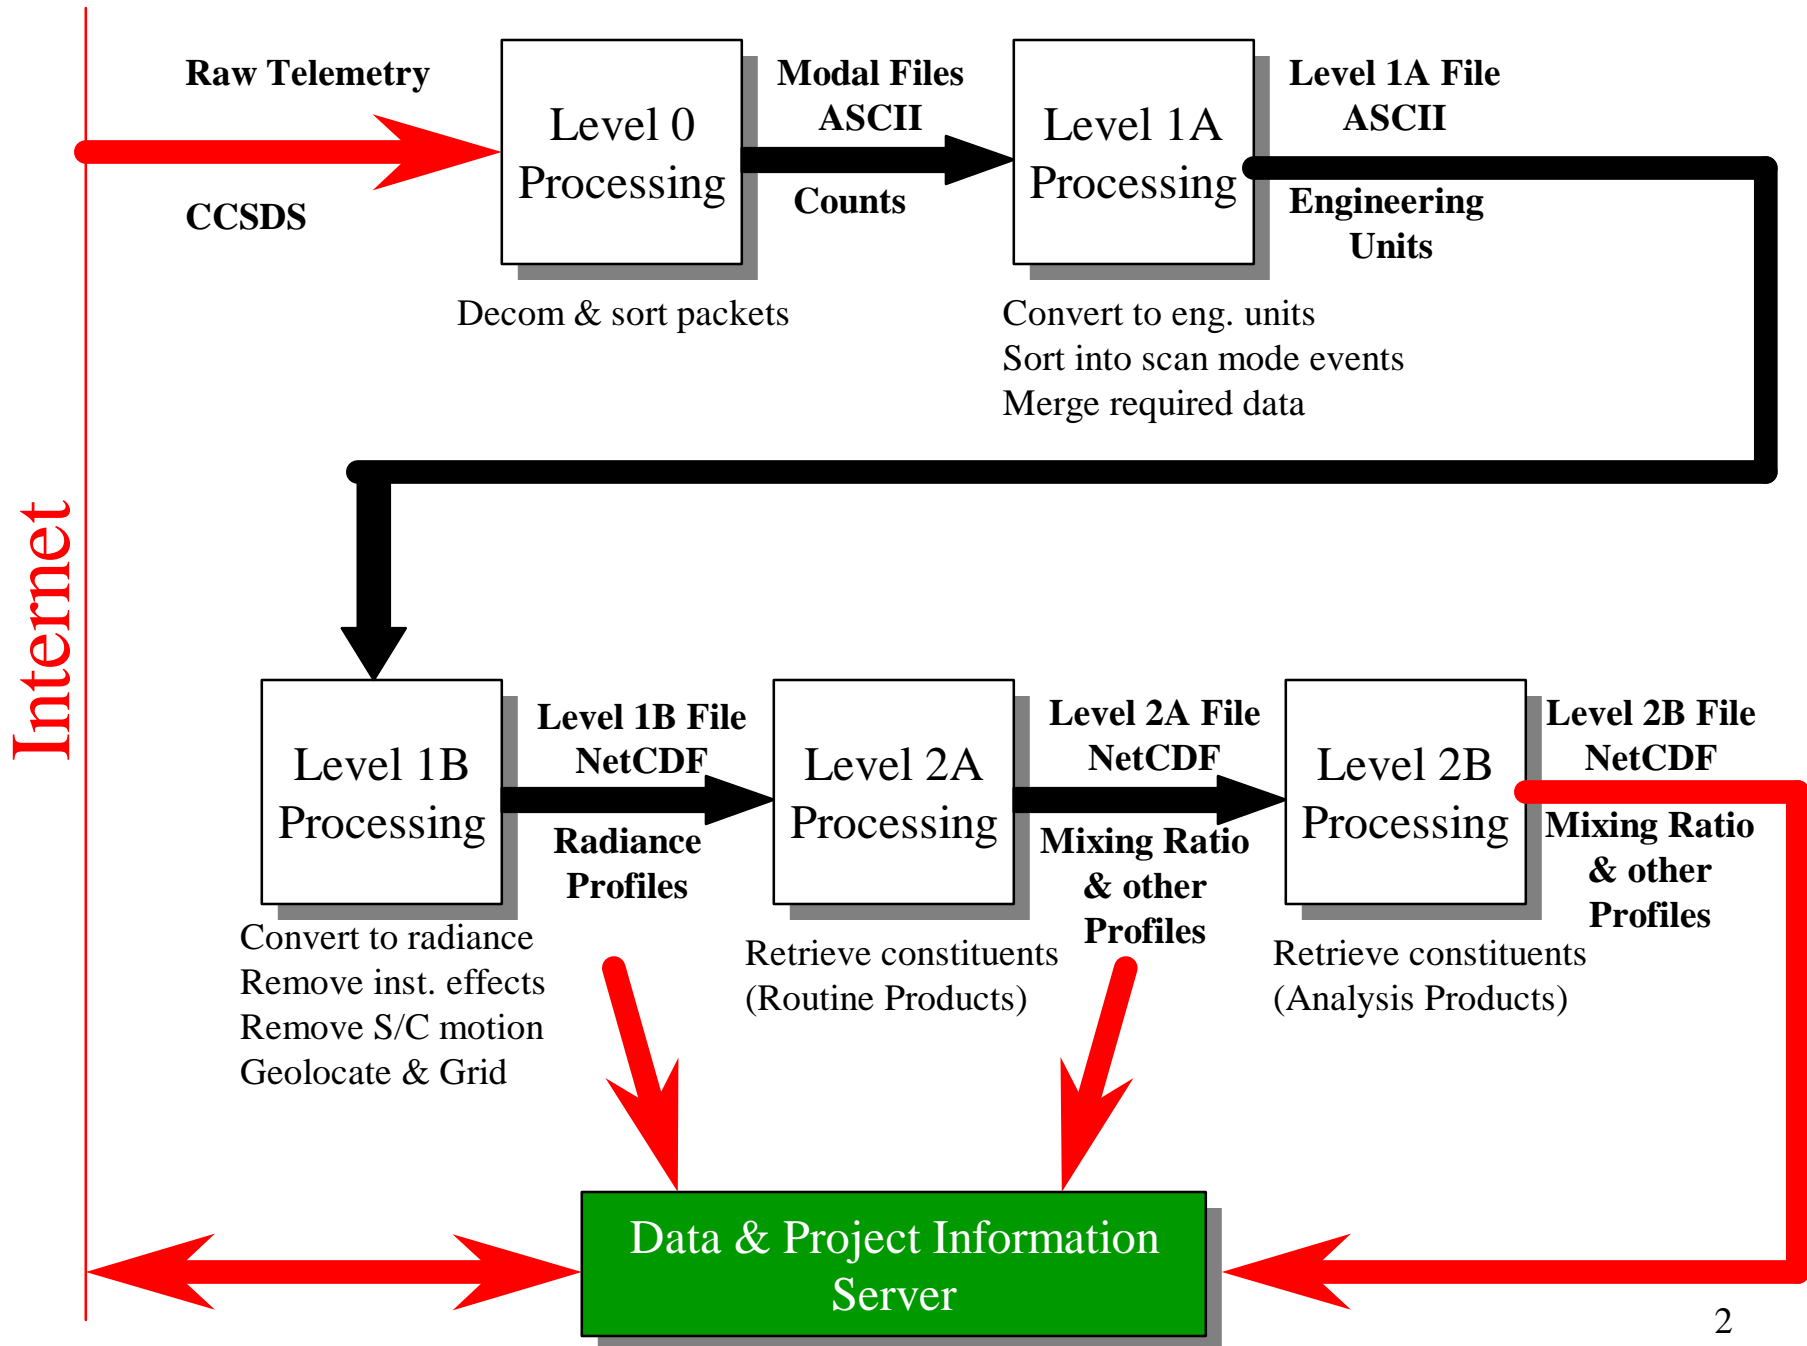 Raw Telemetry
CCSDS
Level 0
Processing
Decom & sort packets
Modal Files
ASCII
Counts
Level 1A
Processing
Convert to eng. units
Sort into scan mode events
Merge required data
Level 1A File
ASCII
Engineering
Units
Internet
Level 1B
Processing
Convert to radiance
Remove inst. effects
Remove S/C motion
Geolocate & Grid
Level 1B File
NetCDF
Radiance
Profiles
Level 2A
Processing
Retrieve constituents
(Routine Products)
Level 2A File
NetCDF
Mixing Ratio
& other
Profiles
Level 2B
Processing
Retrieve constituents
(Analysis Products)
Level 2B File
NetCDF
Mixing Ratio
& other
Profiles
Data & Project Information
Server
2